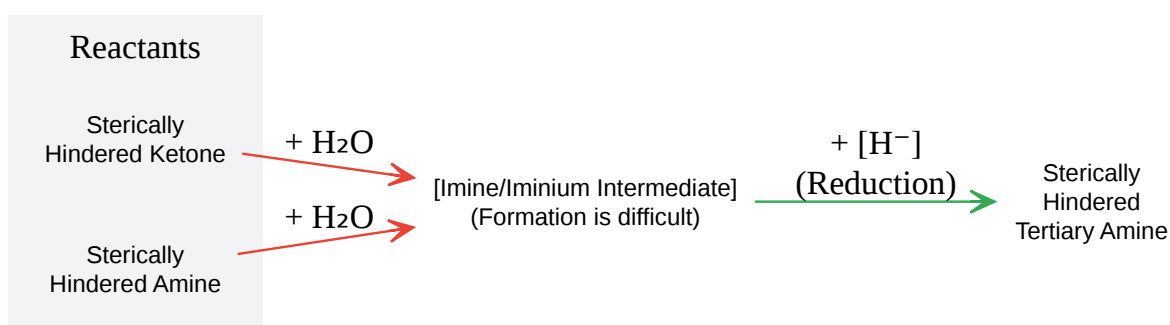 Reactants
Sterically
Hindered Ketone
+ H₂O
+ H₂O
Sterically
Hindered Amine
[Imine/Iminium Intermediate]
(Formation is difficult)
+ [H⁻]
(Reduction)
Sterically
Hindered
Tertiary Amine